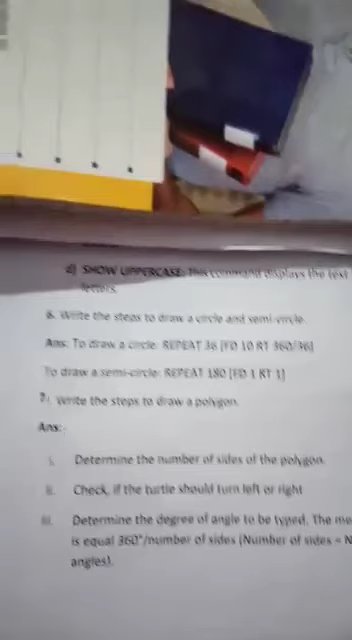 d) SHOW UPPERCASE: This command displays the text
letters.
6. Write the steps to draw a circle and semi-circle.
Ans: To draw a circle: REPEAT 36 [FD 10 RT 360/36]
To draw a semi-circle: REPEAT 180 [FD 1 RT 1]
7. Write the steps to draw a polygon.
Ans:
i. Determine the number of sides of the polygon.
ii. Check, if the turtle should turn left or right
iii. Determine the degree of angle to be typed. The me
is equal 360°/number of sides (Number of sides = N
angles).